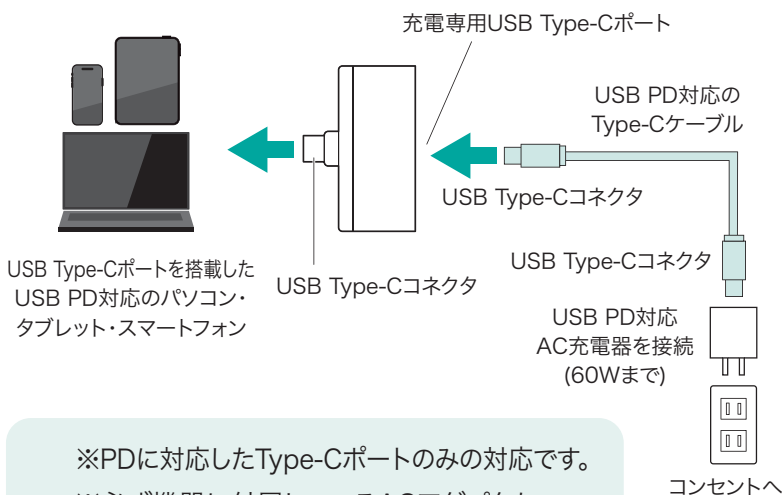 充電専用USB Type-Cポート
USB PD対応の
Type-Cケーブル
USB Type-Cコネクタ
USB Type-Cコネクタ
USB Type-Cポートを搭載した
USB PD対応のパソコン・
タブレット・スマートフォン
USB Type-Cコネクタ
USB PD対応
AC充電器を接続
(60Wまで)
コンセントへ
※PDに対応したType-Cポートのみの対応です。